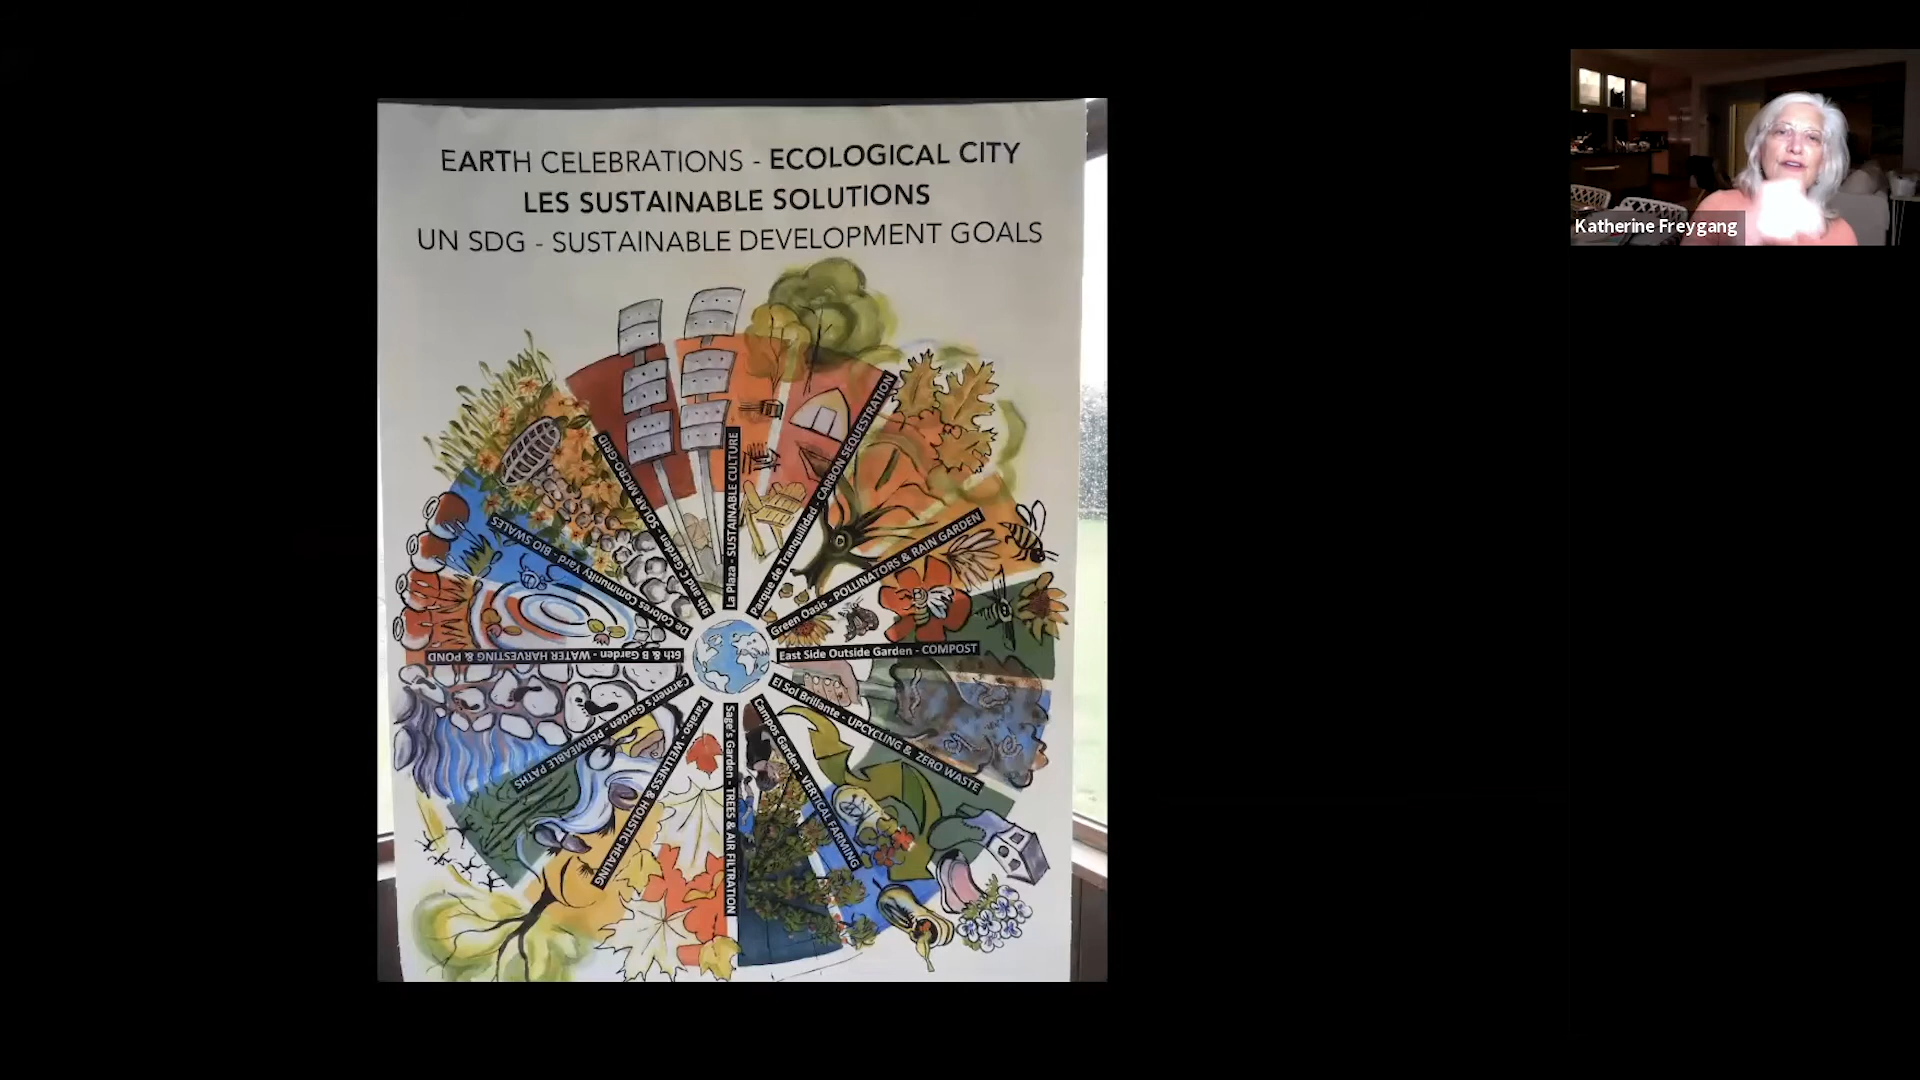 EARTH CELEBRATIONS - ECOLOGICAL CITY
LES SUSTAINABLE SOLUTIONS
UN SDG - SUSTAINABLE DEVELOPMENT GOALS
La Plaza - SUSTAINABLE CULTURE
Parque de Tranquilidad - CARBON SEQUESTRATION
Green Oasis - POLLINATORS & RAIN GARDEN
East Side Outside Garden - COMPOST
El Sol Brillante - UPCYCLING & ZERO WASTE
Campos Garden - VERTICAL FARMING
Sage's Garden - TREES & AIR FILTRATION
Paraiso - WELLNESS & HOLISTIC HEALING
Carmen's Garden - PERMEABLE PATHS
6th & B Garden - WATER HARVESTING & POND
De Colores Community Yard - BIO SWALES
9th and C Garden - SOLAR MICRO-GRID
Katherine Freygang